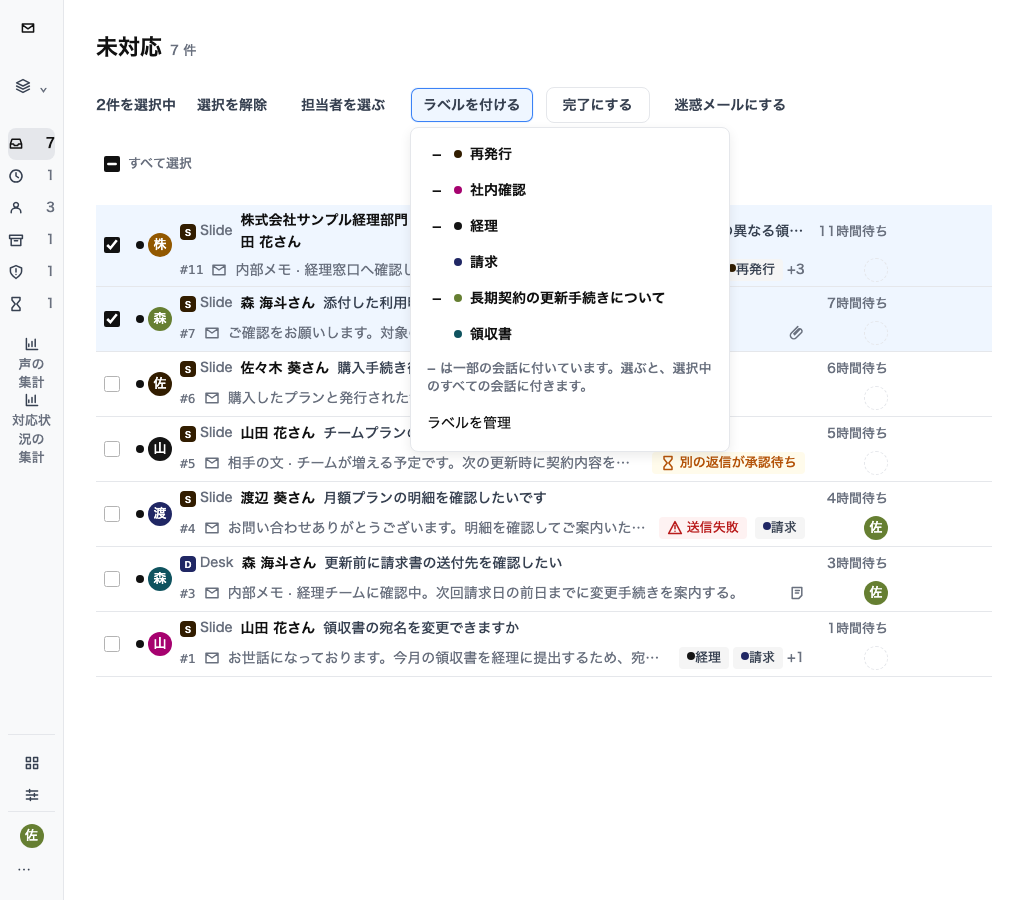 未対応 7 件
2件を選択中 選択を解除 担当者を選ぶ ラベルを付ける 完了にする 迷惑メールにする
7
1
3
1
1
1
声の
集計
対応状
況の
集計
佐
…
すべて選択
– 再発行
– 社内確認
– 経理
請求
– 長期契約の更新手続きについて
領収書
– は一部の会話に付いています。選ぶと、選択中
のすべての会話に付きます。
ラベルを管理
株 S Slide 株式会社サンプル経理部門
田 花さん
異なる領… 11時間待ち
#11 内部メモ · 経理窓口へ確認し 再発行 +3
森 S Slide 森 海斗さん 添付した利用 7時間待ち
#7 ご確認をお願いします。対象
佐 S Slide 佐々木 葵さん 購入手続き 6時間待ち
#6 購入したプランと発行された
山 S Slide 山田 花さん チームプラン 5時間待ち
#5 相手の文 · チームが増える予定です。次の更新時に契約内容を… 別の返信が承認待ち
渡 S Slide 渡辺 葵さん 月額プランの明細を確認したいです 4時間待ち
#4 お問い合わせありがとうございます。明細を確認してご案内いた… 送信失敗 請求 佐
森 D Desk 森 海斗さん 更新前に請求書の送付先を確認したい 3時間待ち
#3 内部メモ · 経理チームに確認中。次回請求日の前日までに変更手続きを案内する。 佐
山 S Slide 山田 花さん 領収書の宛名を変更できますか 1時間待ち
#1 お世話になっております。今月の領収書を経理に提出するため、宛… 経理 請求 +1